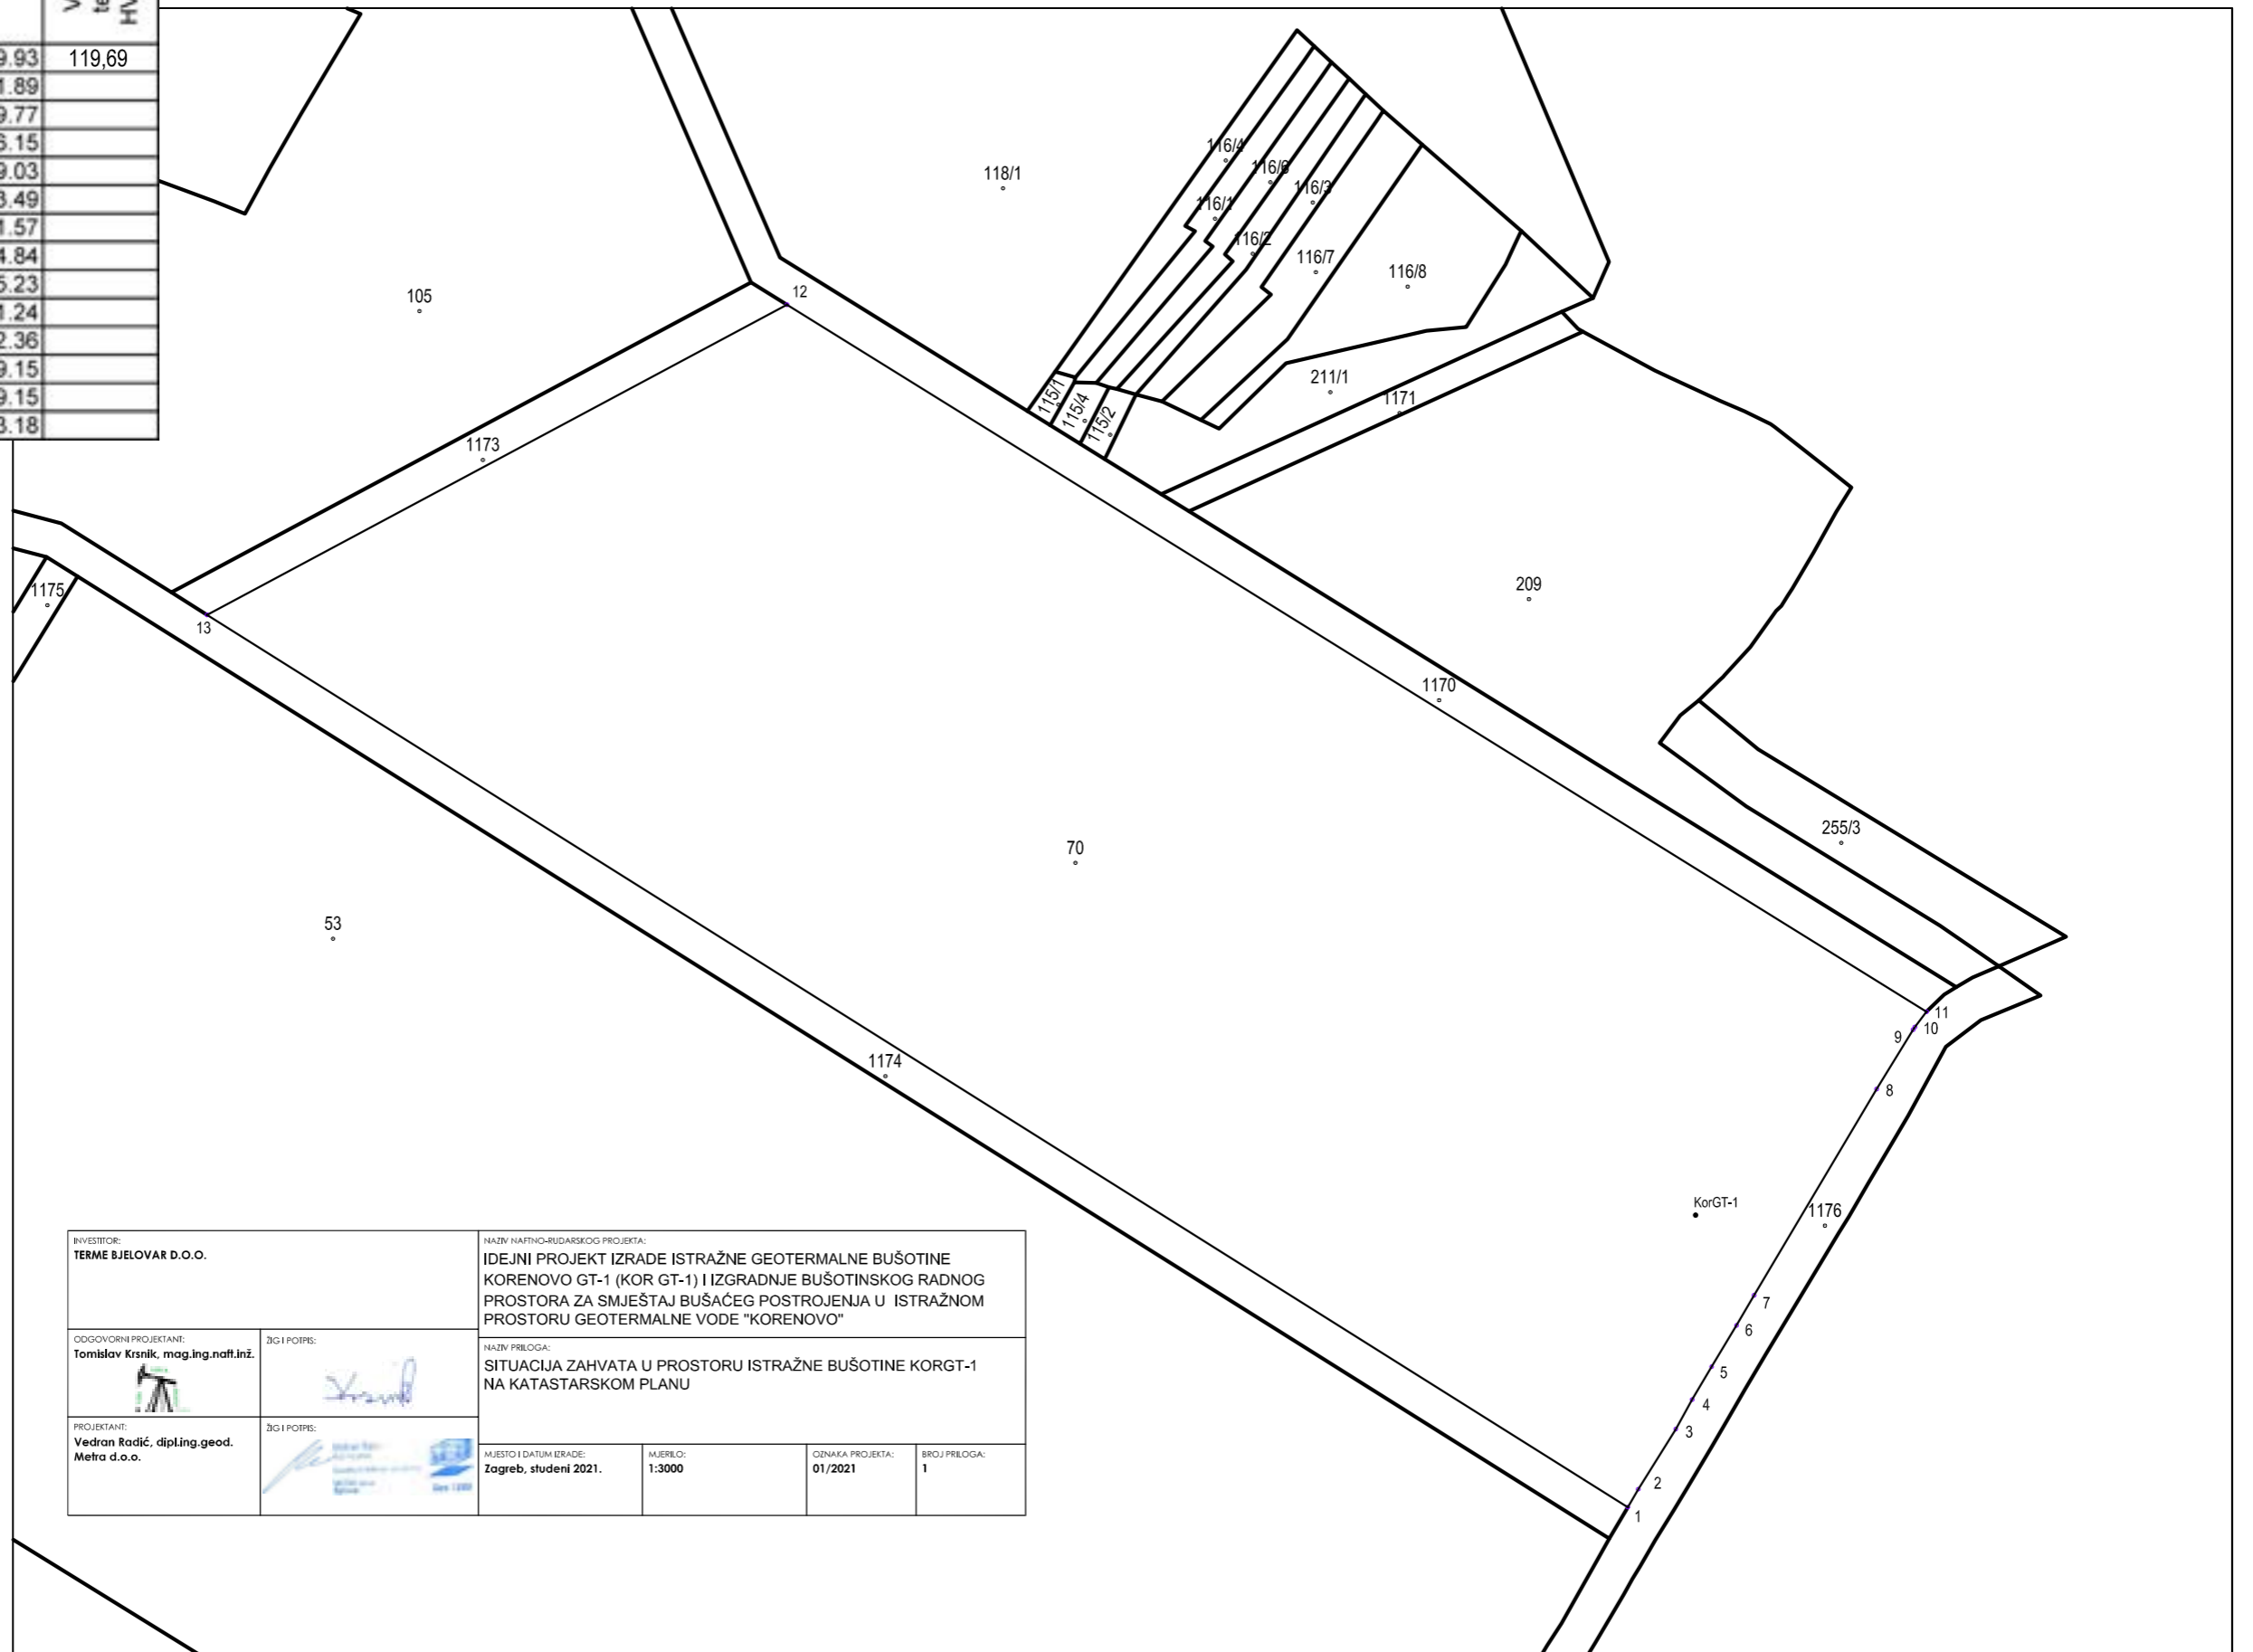 9.93 119,69
1.89
9.77
6.15
9.03
3.49
1.57
4.84
5.23
1.24
2.36
9.15
9.15
3.18
116/4
118/1
116/6
116/3
116/1
116/2
116/7
116/8
105
12
211/1
115/1
115/4
115/2
1171
1173
1175
209
13
1170
255/3
70
53
11
10
9
1174
8
KorGT-1
1176
7
6
5
4
3
2
1
INVESTITOR:
TERME BJELOVAR D.O.O.
NAZIV NAFTNO-RUDARSKOG PROJEKTA:
IDEJNI PROJEKT IZRADE ISTRAŽNE GEOTERMALNE BUŠOTINE
KORENOVO GT-1 (KOR GT-1) I IZGRADNJE BUŠOTINSKOG RADNOG
PROSTORA ZA SMJEŠTAJ BUŠAĆEG POSTROJENJA U ISTRAŽNOM
PROSTORU GEOTERMALNE VODE "KORENOVO"
ODGOVORNI PROJEKTANT:
Tomislav Krsnik, mag.ing.naft.inž.
ŽIG I POTPIS:
NAZIV PRILOGA:
SITUACIJA ZAHVATA U PROSTORU ISTRAŽNE BUŠOTINE KORGT-1
NA KATASTARSKOM PLANU
PROJEKTANT:
Vedran Radić, dipl.ing.geod.
Metra d.o.o.
ŽIG I POTPIS:
MJESTO I DATUM IZRADE:
Zagreb, studeni 2021.
MJERILO:
1:3000
OZNAKA PROJEKTA:
01/2021
BROJ PRILOGA:
1